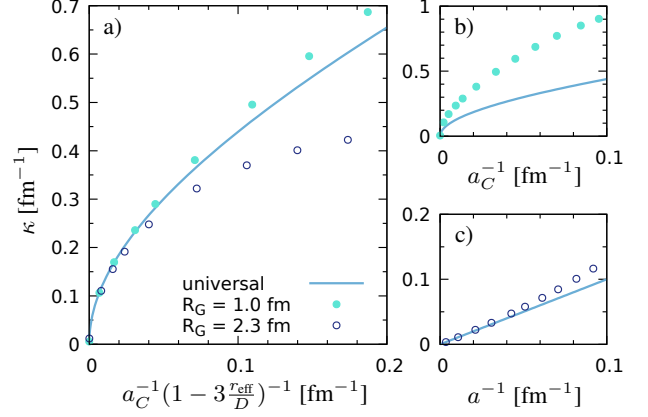 a)
0.7
0.6
0.5
0.4
0.3
0.2
0.1
0
κ [fm⁻¹]
universal
R_G = 1.0 fm
R_G = 2.3 fm
0 0.1 0.2
a_C⁻¹(1 − 3 r_eff/D)⁻¹ [fm⁻¹]
b)
1
0.5
0
0 0.1
a_C⁻¹ [fm⁻¹]
c)
0.2
0.1
0
0 0.1
a⁻¹ [fm⁻¹]